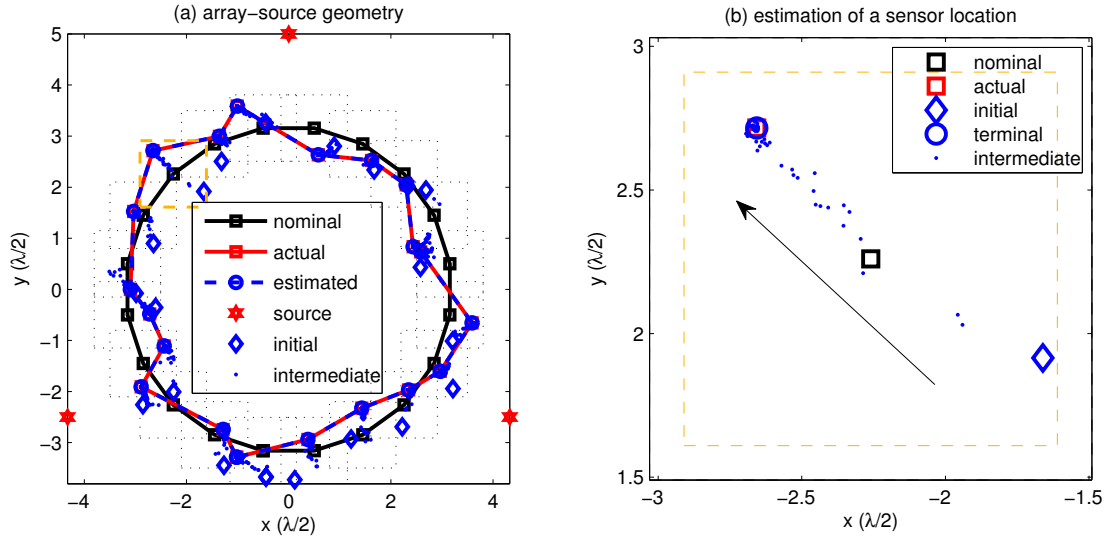 (a) array−source geometry
5
4
3
2
1
0
−1
−2
−3
y (λ/2)
nominal
actual
estimated
source
initial
intermediate
−4
−2
0
2
4
x (λ/2)
(b) estimation of a sensor location
3
2.5
2
1.5
y (λ/2)
nominal
actual
initial
terminal
intermediate
−3
−2.5
−2
−1.5
x (λ/2)